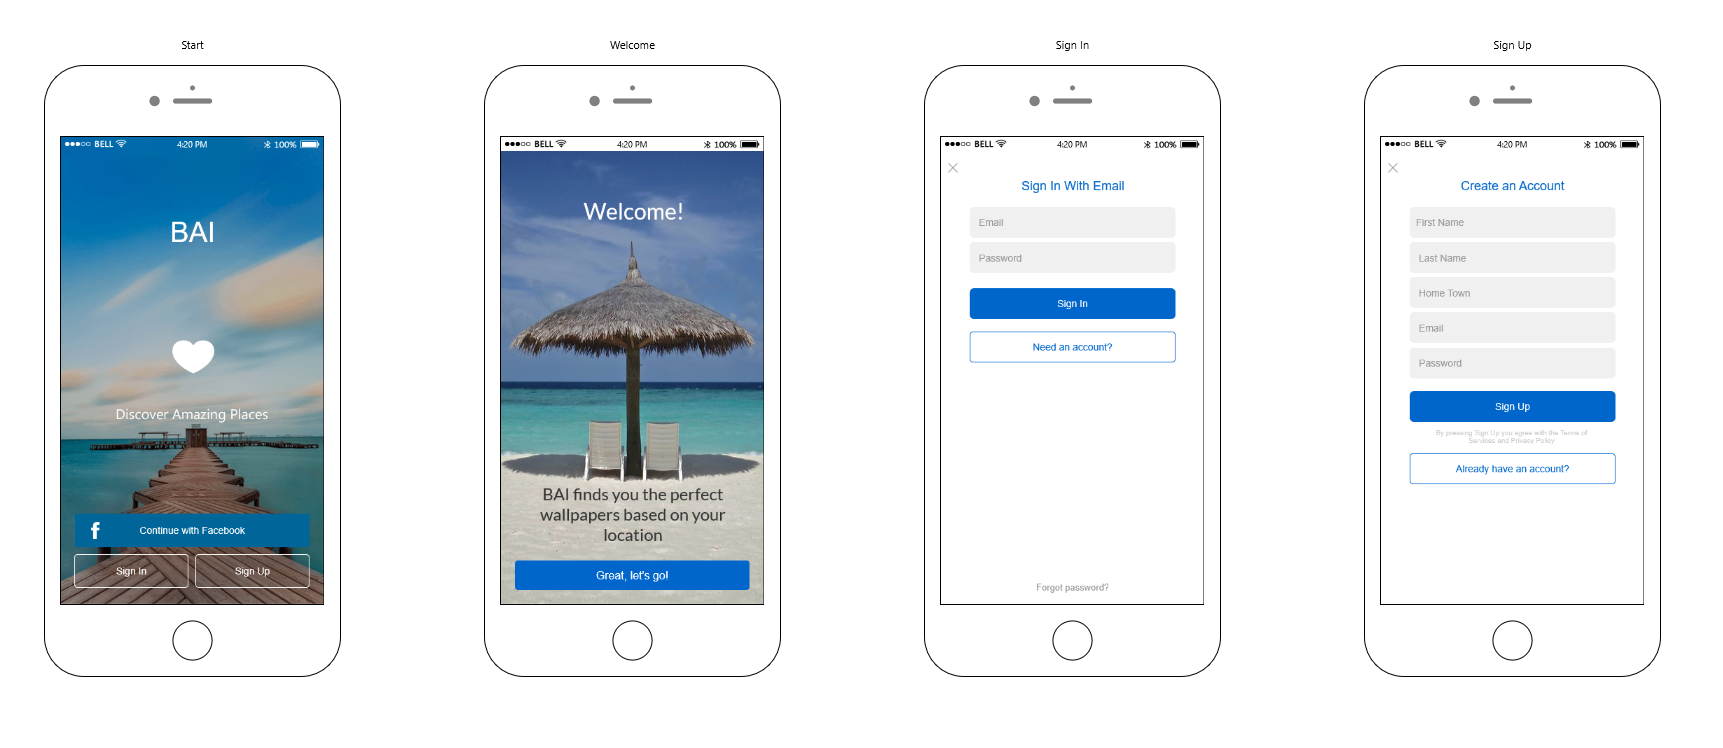 Start
BELL 4:20 PM 100%
BAI
Discover Amazing Places
f Continue with Facebook
Sign In Sign Up
Welcome
BELL 4:20 PM 100%
Welcome!
BAI finds you the perfect
wallpapers based on your
location
Great, let's go!
Sign In
BELL 4:20 PM 100%
Sign In With Email
Email
Password
Sign In
Need an account?
Forgot password?
Sign Up
BELL 4:20 PM 100%
Create an Account
First Name
Last Name
Home Town
Email
Password
Sign Up
By pressing 'Sign Up you agree with the Terms of
Services and Privacy Policy
Already have an account?